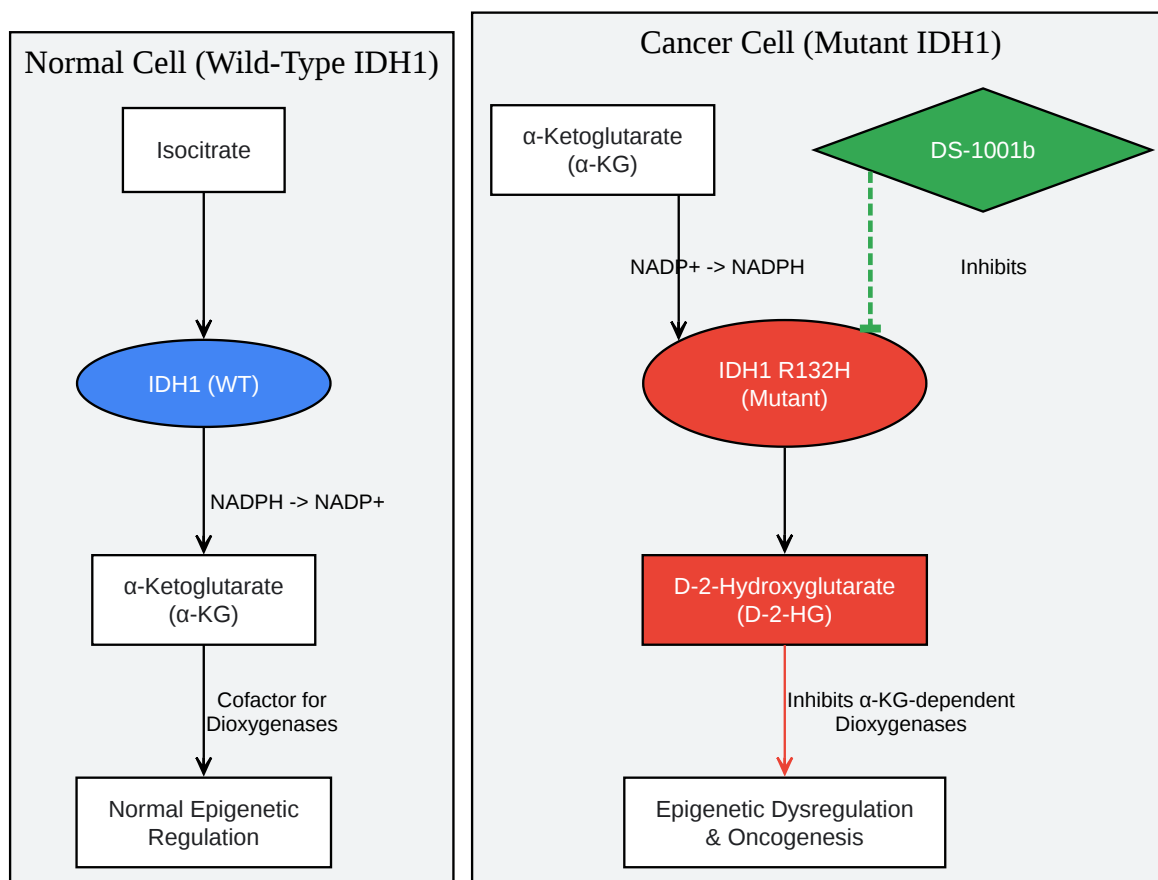 Normal Cell (Wild-Type IDH1)
Isocitrate
IDH1 (WT)
NADPH -> NADP+
α-Ketoglutarate
(α-KG)
Cofactor for
Dioxygenases
Normal Epigenetic
Regulation
Cancer Cell (Mutant IDH1)
α-Ketoglutarate
(α-KG)
DS-1001b
NADP+ -> NADPH
Inhibits
IDH1 R132H
(Mutant)
D-2-Hydroxyglutarate
(D-2-HG)
Inhibits α-KG-dependent
Dioxygenases
Epigenetic Dysregulation
& Oncogenesis